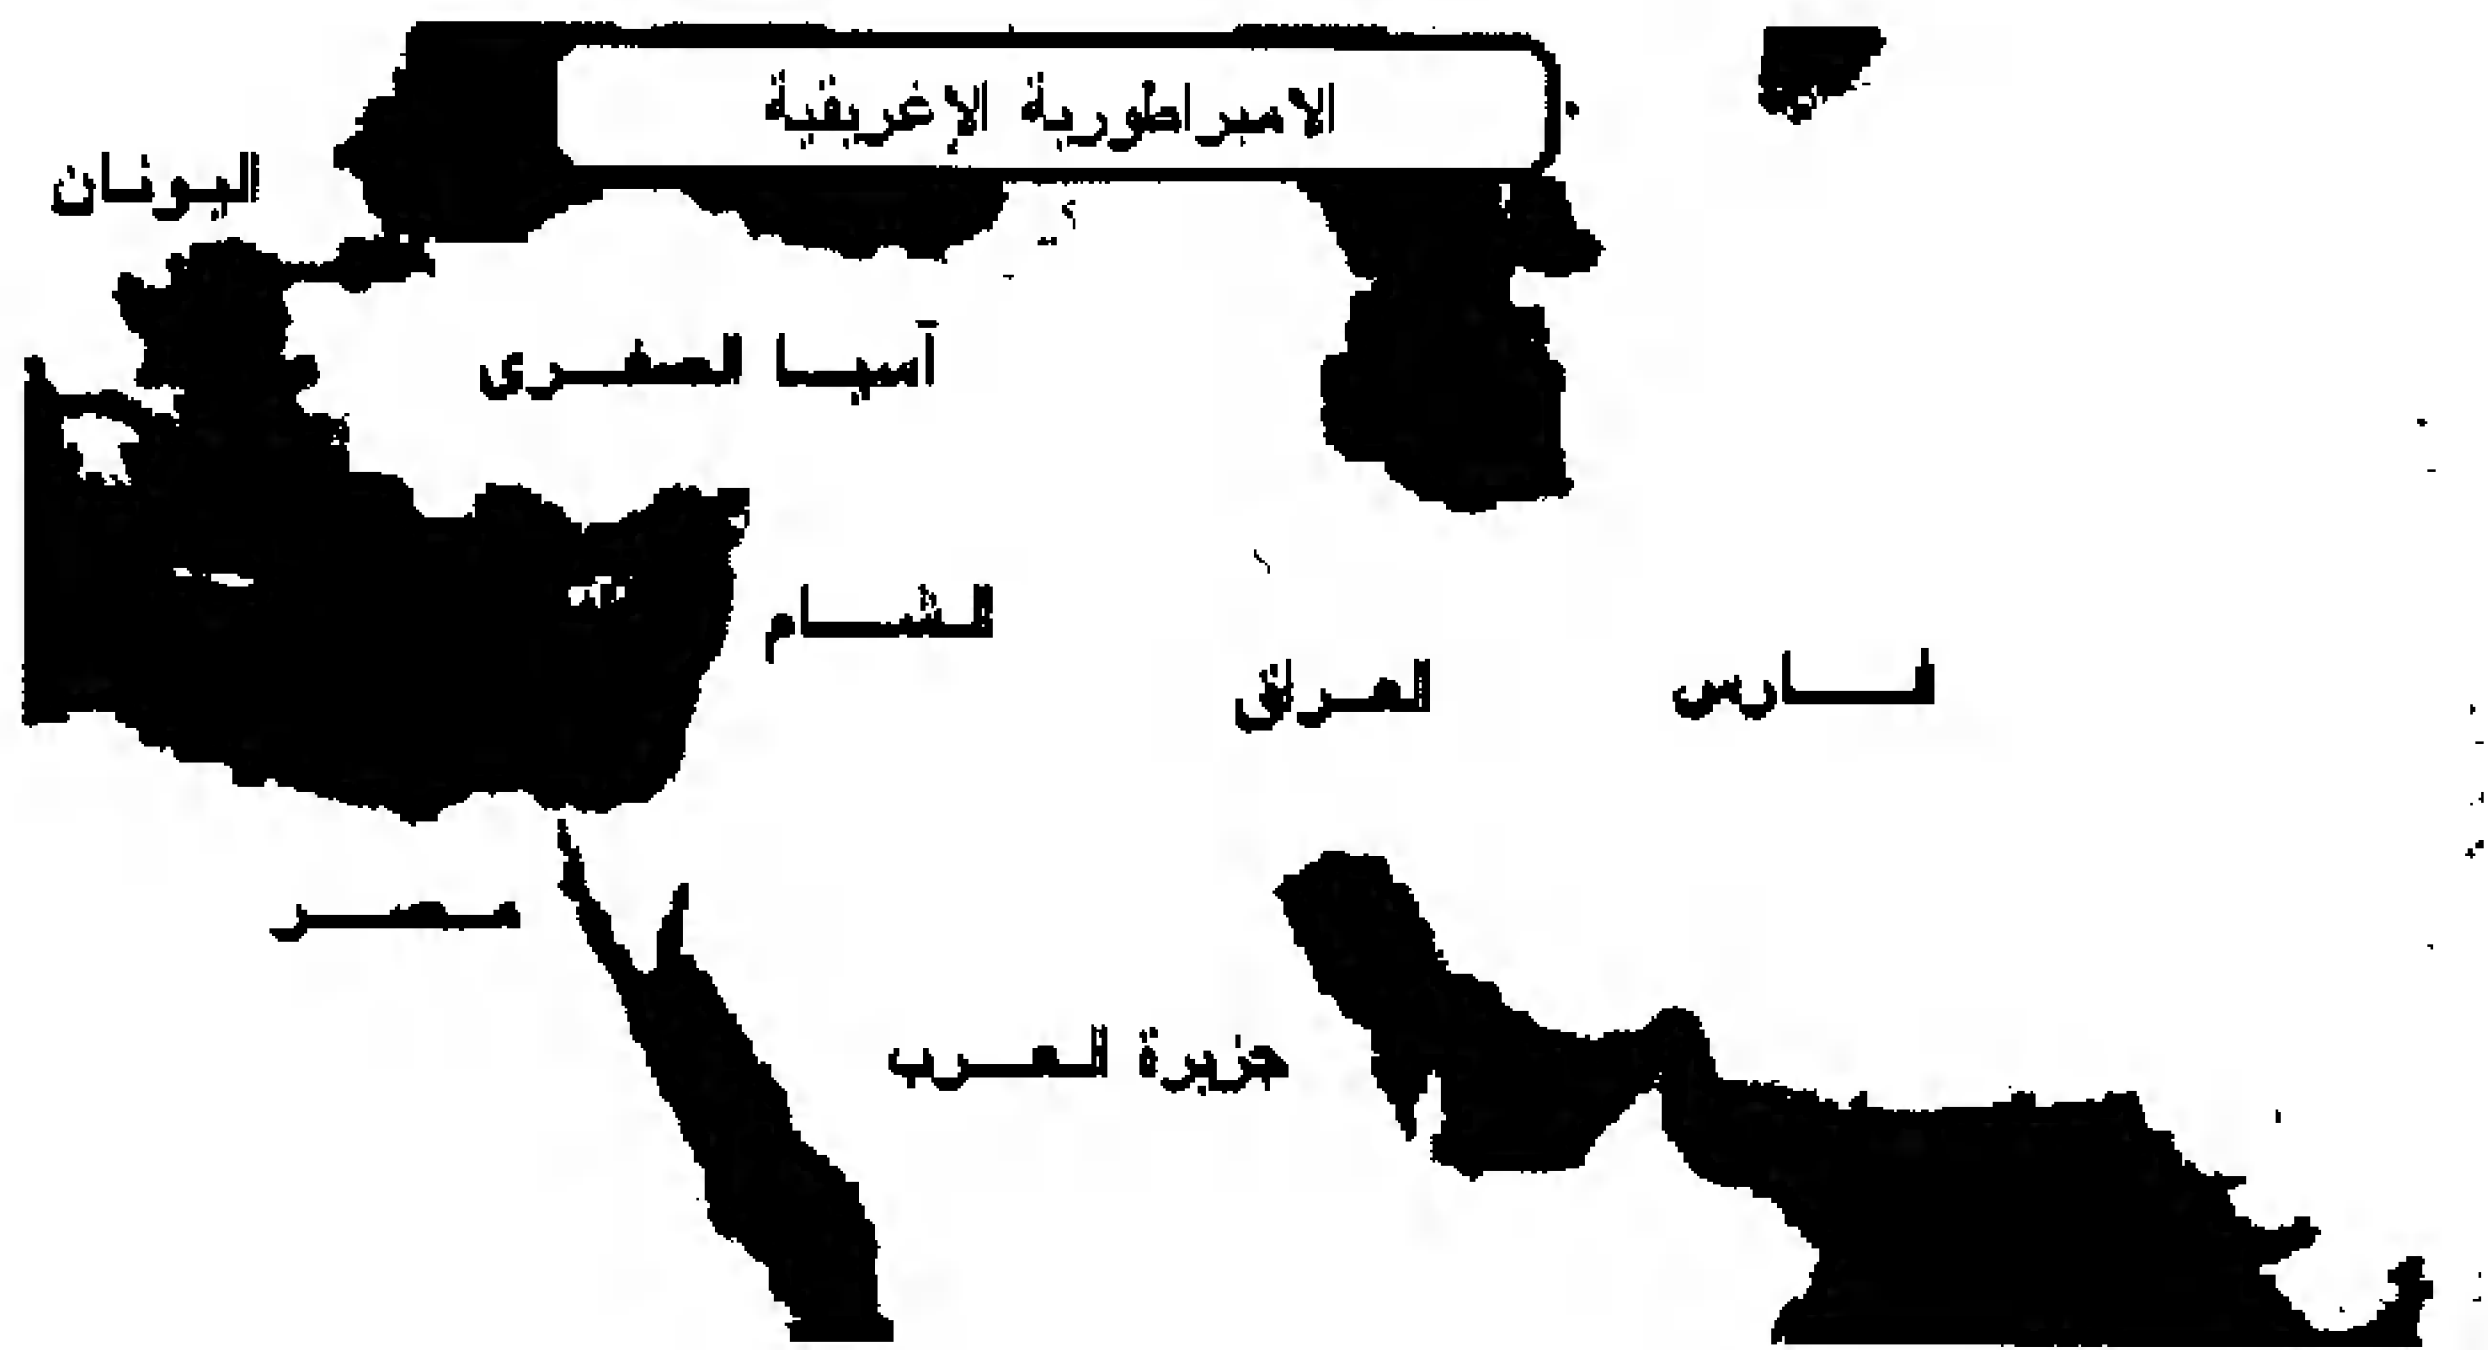 الامبراطورية الإغريقية
اليونان
آسيا الصغرى
الشام
العراق
فارس
مصر
جزيرة العرب